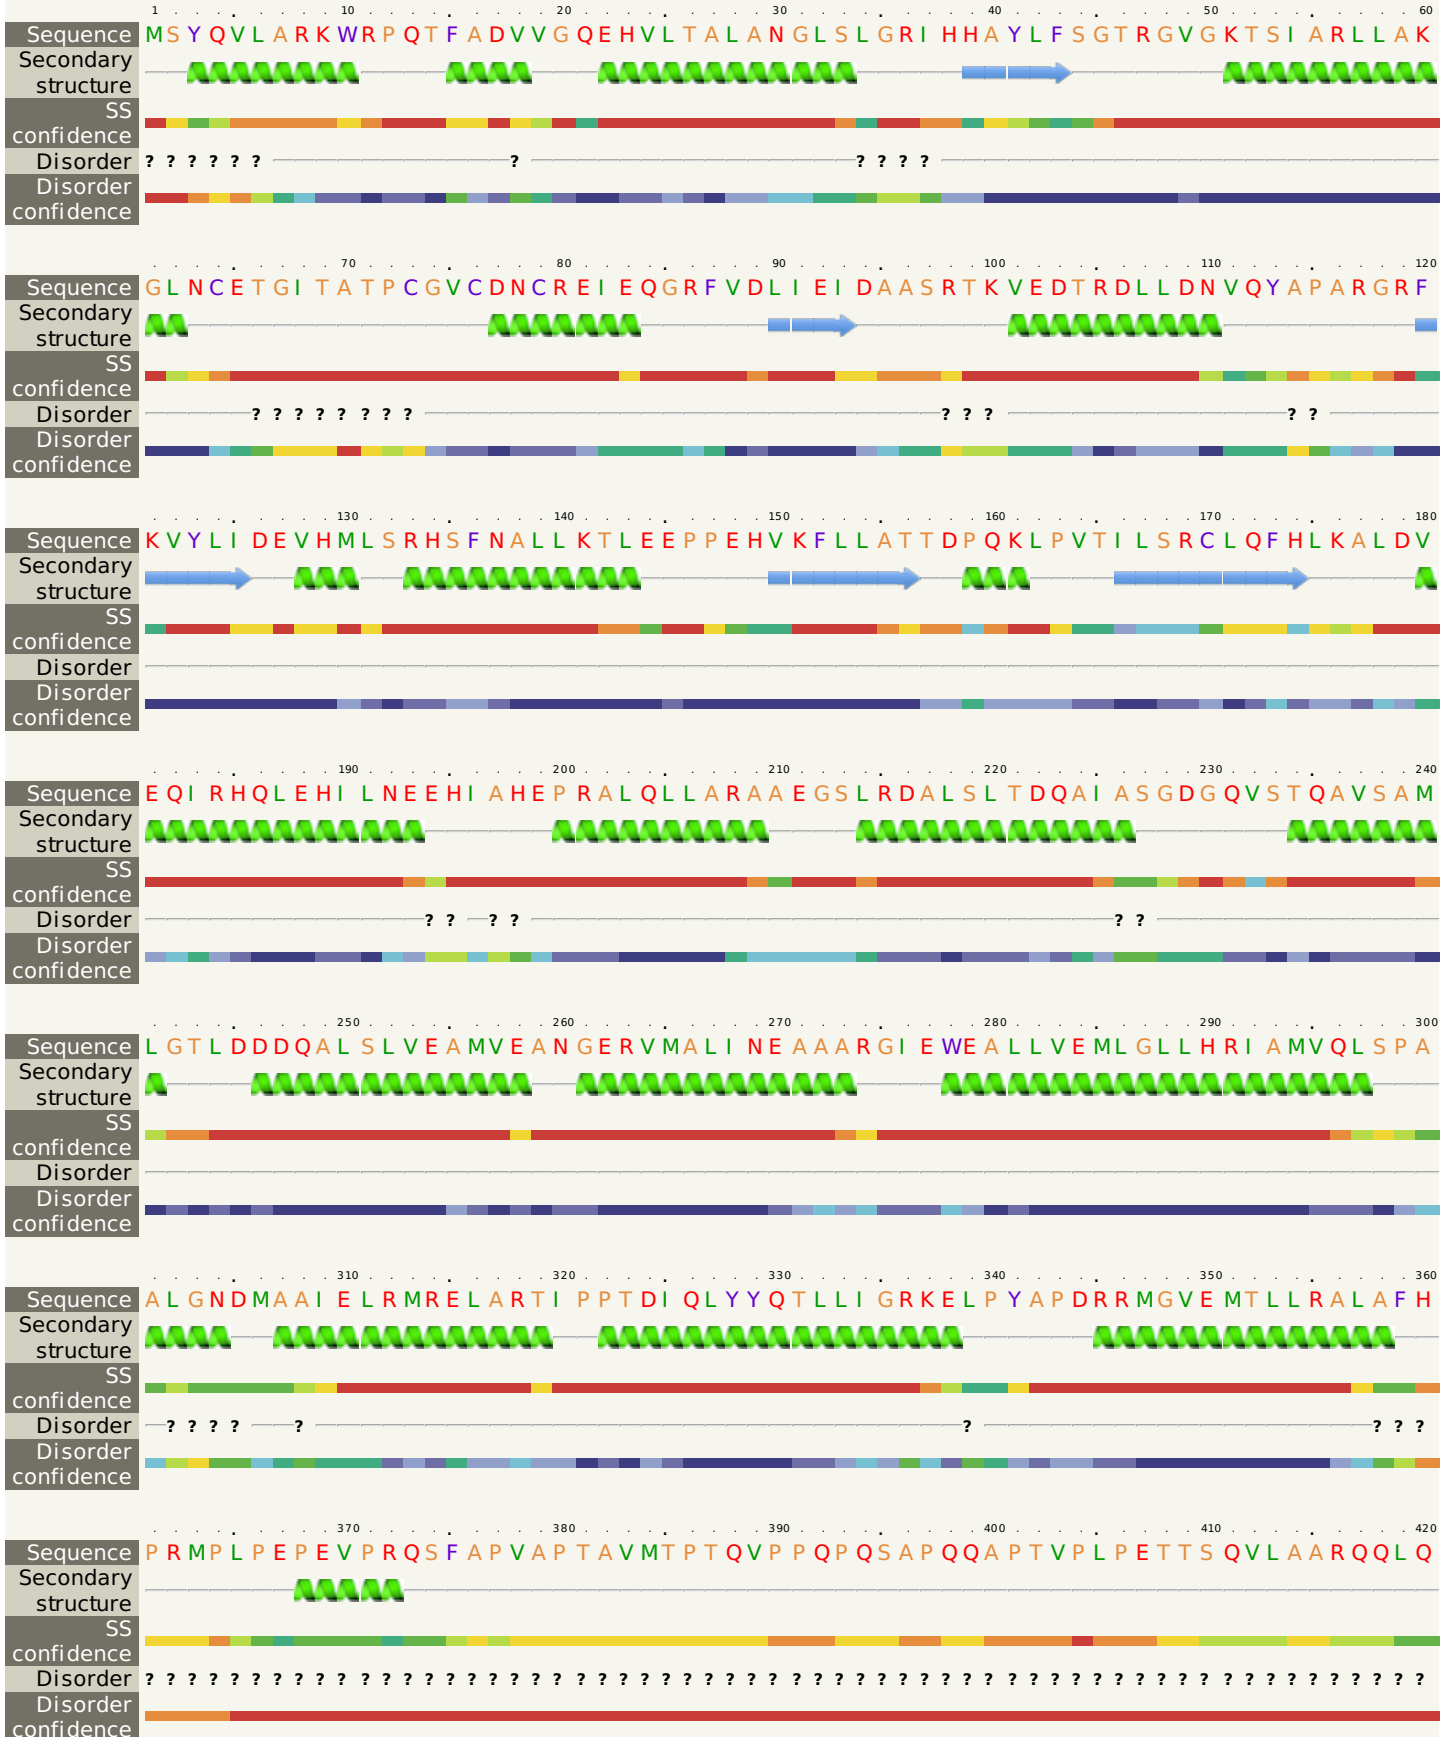 1 10 20 30 40 50 60
Sequence MSYQVLARKWRPQTFADVVGQEHVLTALANGLSLGRIHHAYLFSGTRGVGKTSIARLLAK
Secondary
structure
SS
confidence
Disorder ? ? ? ? ? ? ? ? ? ? ?
Disorder
confidence
70 80 90 100 110 120
Sequence GLNCETGITATPCGVCDNCREIEQGRFVDLIEIDAASRTKVEDTRDLLDNVQYAPARGRF
Secondary
structure
SS
confidence
Disorder ? ? ? ? ? ? ? ? ? ? ? ? ?
Disorder
confidence
130 140 150 160 170 180
Sequence KVYLIDEVHMLSRHSFNALLKTLEEPPEHVKFLLATTDPQKLPVTILSRCLQFHLKALDV
Secondary
structure
SS
confidence
Disorder
Disorder
confidence
190 200 210 220 230 240
Sequence EQIRHQLEHILNEEHIAHEPRALQLLARAAEGSLRDALSLTDQAIASGDGQVSTQAVSAM
Secondary
structure
SS
confidence
Disorder ? ? ? ? ? ?
Disorder
confidence
250 260 270 280 290 300
Sequence LGTLDDDQALSLVEAMVEANGERVMALINEAAARGIEWEALLVEMLGLLHRIAMVQLSPA
Secondary
structure
SS
confidence
Disorder
Disorder
confidence
310 320 330 340 350 360
Sequence ALGNDMAAIELRMRELARTIPPTDIQLYYQTLLIGRKELPYAPDRRMGVEMTLLRALAFH
Secondary
structure
SS
confidence
Disorder ? ? ? ? ? ? ? ? ?
Disorder
confidence
370 380 390 400 410 420
Sequence PRMPLPEPEVPRQSFAPVAPTAVMTPTQVPPQPQSAPQQAPTVPLPETTSQVLAARQQLQ
Secondary
structure
SS
confidence
Disorder ? ? ? ? ? ? ? ? ? ? ? ? ? ? ? ? ? ? ? ? ? ? ? ? ? ? ? ? ? ? ? ? ? ? ? ? ? ? ? ? ? ? ? ? ? ? ? ? ? ? ? ? ? ? ? ? ? ? ? ?
Disorder
confidence